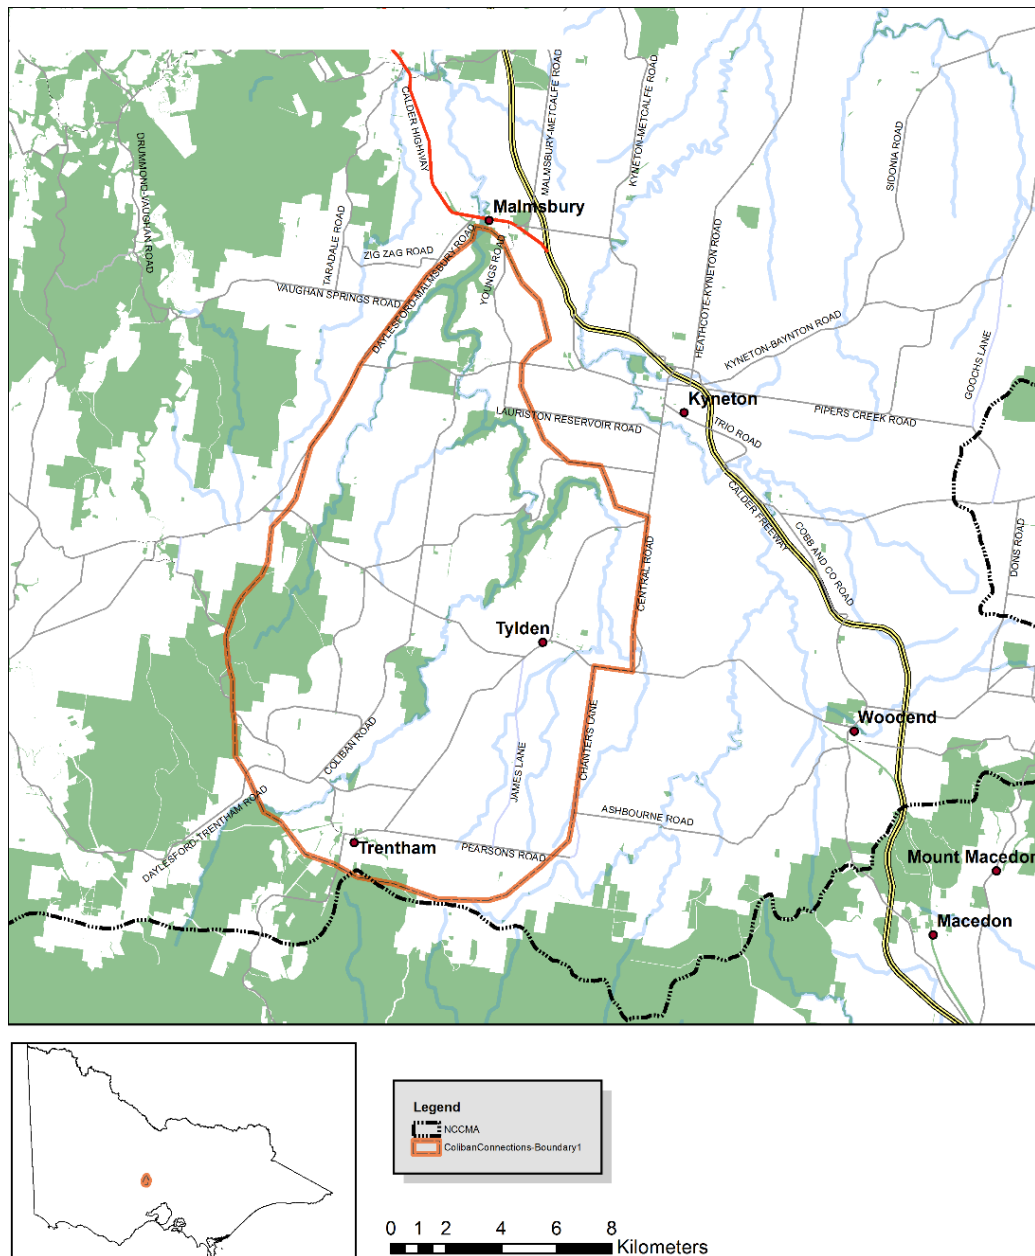 CALDER HIGHWAY
MALMSBURY-METCALFE ROAD
KYNETON-METCALFE ROAD
SIDONIA ROAD
DRUMMOND-VAUGHAN ROAD
Malmsbury
TARADALE ROAD
ZIG ZAG ROAD
DAYLESFORD-MALMSBURY ROAD
YOUNGS ROAD
VAUGHAN SPRINGS ROAD
HEATHCOTE-KYNETON ROAD
KYNETON-BAYNTON ROAD
GOOCHS LANE
Kyneton
LAURISTON RESERVOIR ROAD
PIPERS CREEK ROAD
TRIO ROAD
CALDER FREEWAY
COBB AND CO ROAD
DONS ROAD
CENTRAL ROAD
Tylden
Woodend
COLIBAN ROAD
JAMES LANE
CHANTERS LANE
ASHBOURNE ROAD
DAYLESFORD-TRENTHAM ROAD
Trentham
PEARSONS ROAD
Mount Macedon
Macedon
Legend
NCCMA
ColibanConnections-Boundary1
0 1 2 4 6 8
Kilometers